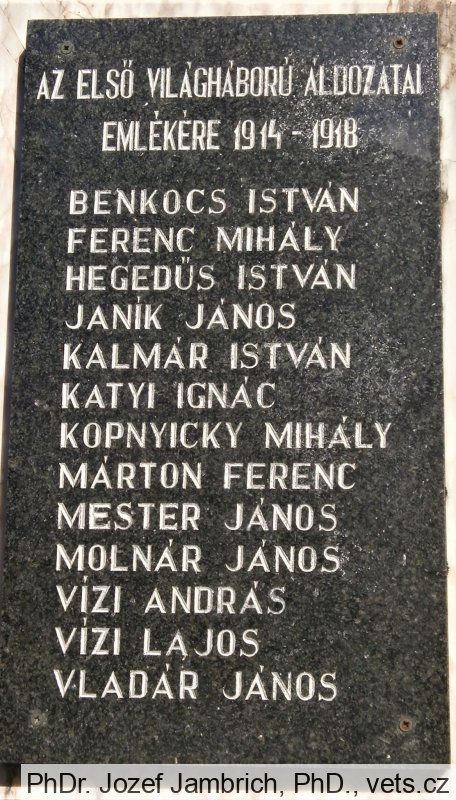 AZ ELSŐ VILÁGHÁBORÚ ÁLDOZATAI
EMLÉKÉRE 1914 - 1918
BENKOCS ISTVÁN
FERENC MIHÁLY
HEGEDŰS ISTVÁN
JANÍK JÁNOS
KALMÁR ISTVÁN
KATYI IGNÁC
KOPNYICKY MIHÁLY
MÁRTON FERENC
MESTER JÁNOS
MOLNÁR JÁNOS
VÍZI ANDRÁS
VÍZI LAJOS
VLADÁR JÁNOS
PhDr. Jozef Jambrich, PhD., vets.cz